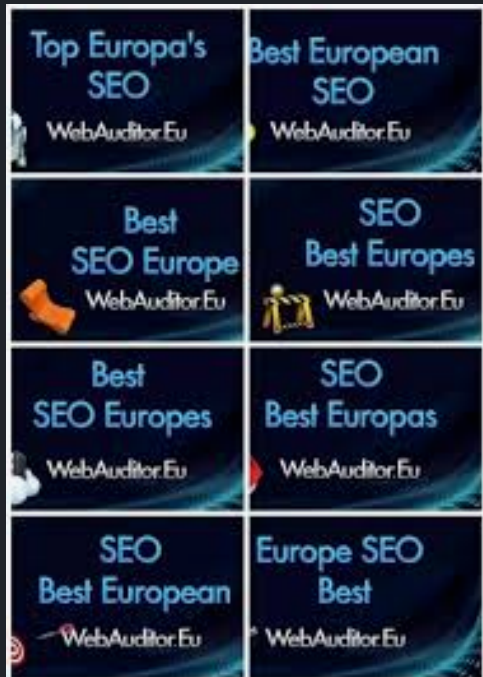 Top Europa's
SEO
WebAuditor.Eu
Best European
SEO
WebAuditor.Eu
Best
SEO Europe
WebAuditor.Eu
SEO
Best Europes
WebAuditor.Eu
Best
SEO Europes
WebAuditor.Eu
SEO
Best Europas
WebAuditor.Eu
SEO
Best European
WebAuditor.Eu
Europe SEO
Best
WebAuditor.Eu